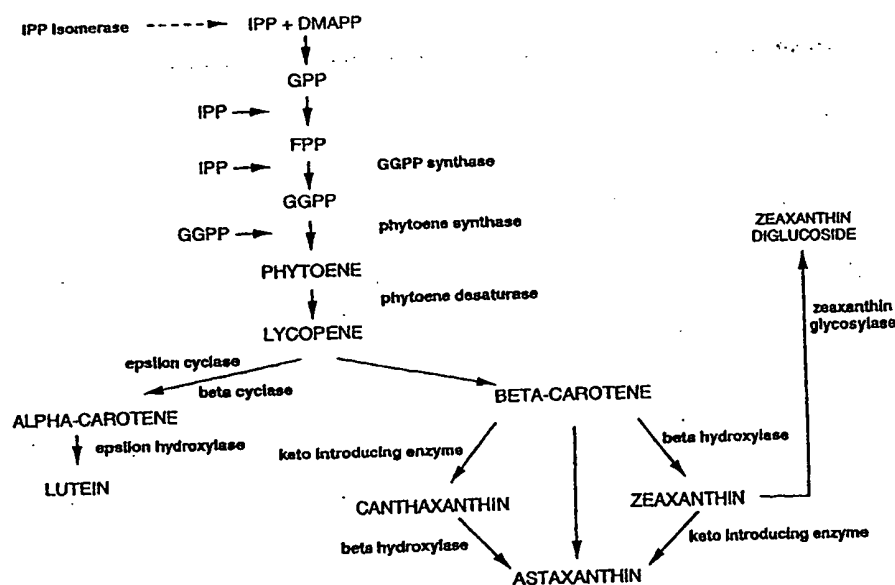 IPP Isomerase
IPP + DMAPP
GPP
IPP
FPP
IPP
GGPP synthase
GGPP
GGPP
phytoene synthase
PHYTOENE
phytoene desaturase
LYCOPENE
ZEAXANTHIN
DIGLUCOSIDE
zeaxanthin
glycosylase
epsilon cyclase
beta cyclase
BETA-CAROTENE
ALPHA-CAROTENE
epsilon hydroxylase
LUTEIN
keto introducing enzyme
beta hydroxylase
CANTHAXANTHIN
ZEAXANTHIN
beta hydroxylase
keto introducing enzyme
ASTAXANTHIN